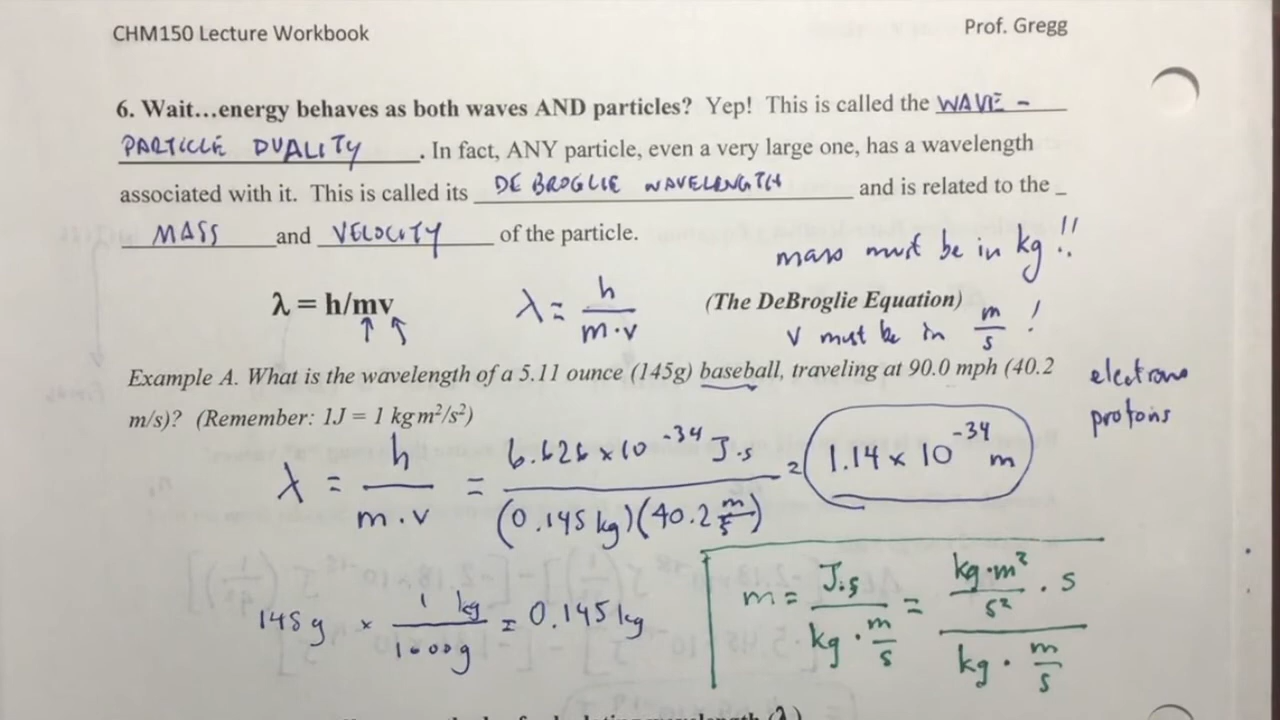 CHM150 Lecture Workbook
Prof. Gregg
6. Wait…energy behaves as both waves AND particles? Yep! This is called the WAVE –
PARTICLE DUALITY. In fact, ANY particle, even a very large one, has a wavelength
associated with it. This is called its DE BROGLIE WAVELENGTH and is related to the _
MASS and VELOCITY of the particle.
mass must be in kg!!
λ = h/mv
λ = h / m·v
(The DeBroglie Equation)
v must be in m/s !
Example A. What is the wavelength of a 5.11 ounce (145g) baseball, traveling at 90.0 mph (40.2
m/s)? (Remember: 1J = 1 kg m²/s²)
electrons
protons
λ = h / m·v = 6.626 × 10⁻³⁴ J·s / (0.145 kg)(40.2 m/s) = 1.14 × 10⁻³⁴ m
145g × 1 kg / 1000g = 0.145 kg
m = J·s / kg · m/s = kg·m²/s² · s / kg · m/s